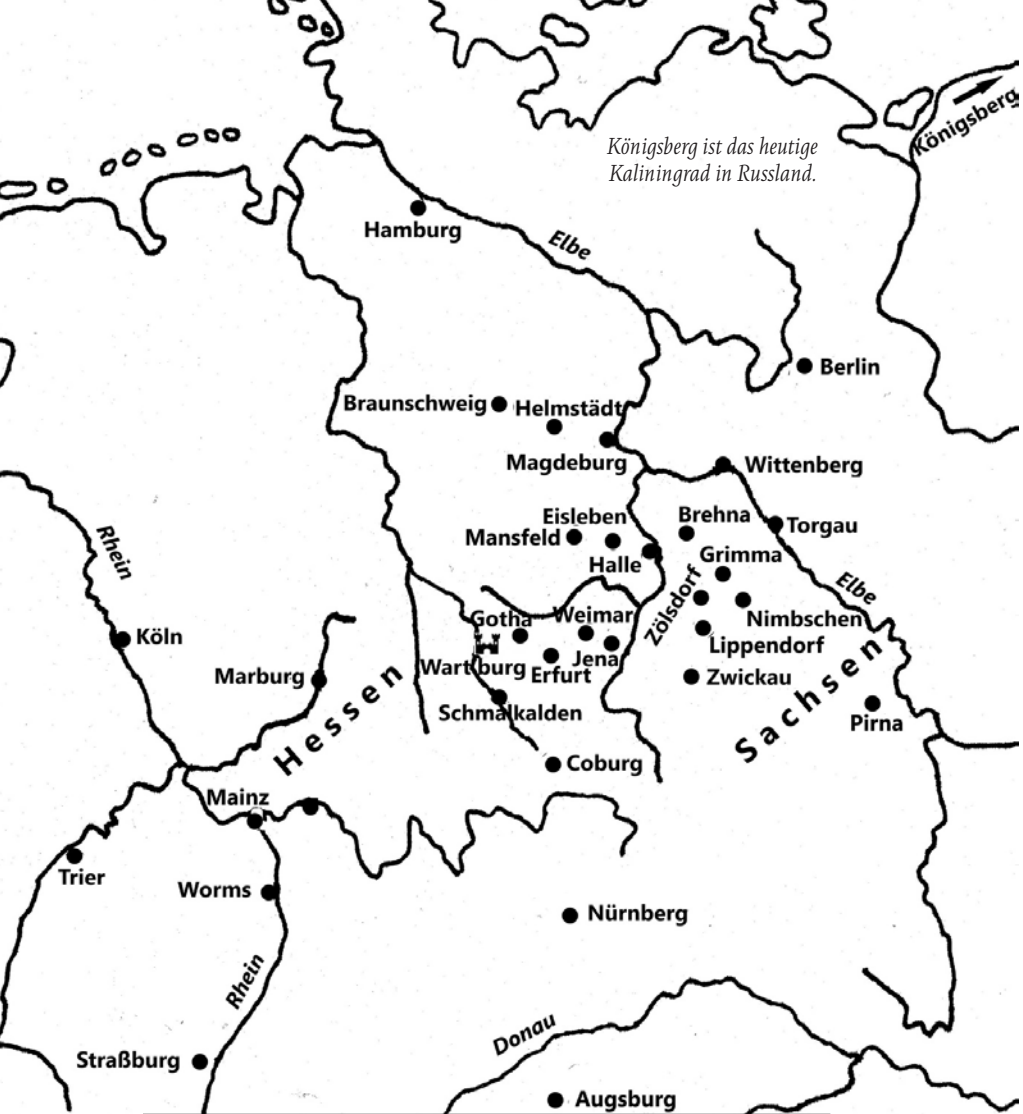 Königsberg
Königsberg ist das heutige
Kaliningrad in Russland.
Hamburg
Elbe
Berlin
Braunschweig
Helmstädt
Magdeburg
Wittenberg
Rhein
Eisleben
Brehna
Mansfeld
Torgau
Halle
Grimma
Elbe
Zölsdorf
Gotha
Weimar
Nimbschen
Köln
Lippendorf
Marburg
Wartburg
Jena
Erfurt
Zwickau
Hessen
Sachsen
Schmalkalden
Pirna
Coburg
Mainz
Trier
Worms
Nürnberg
Rhein
Donau
Straßburg
Augsburg